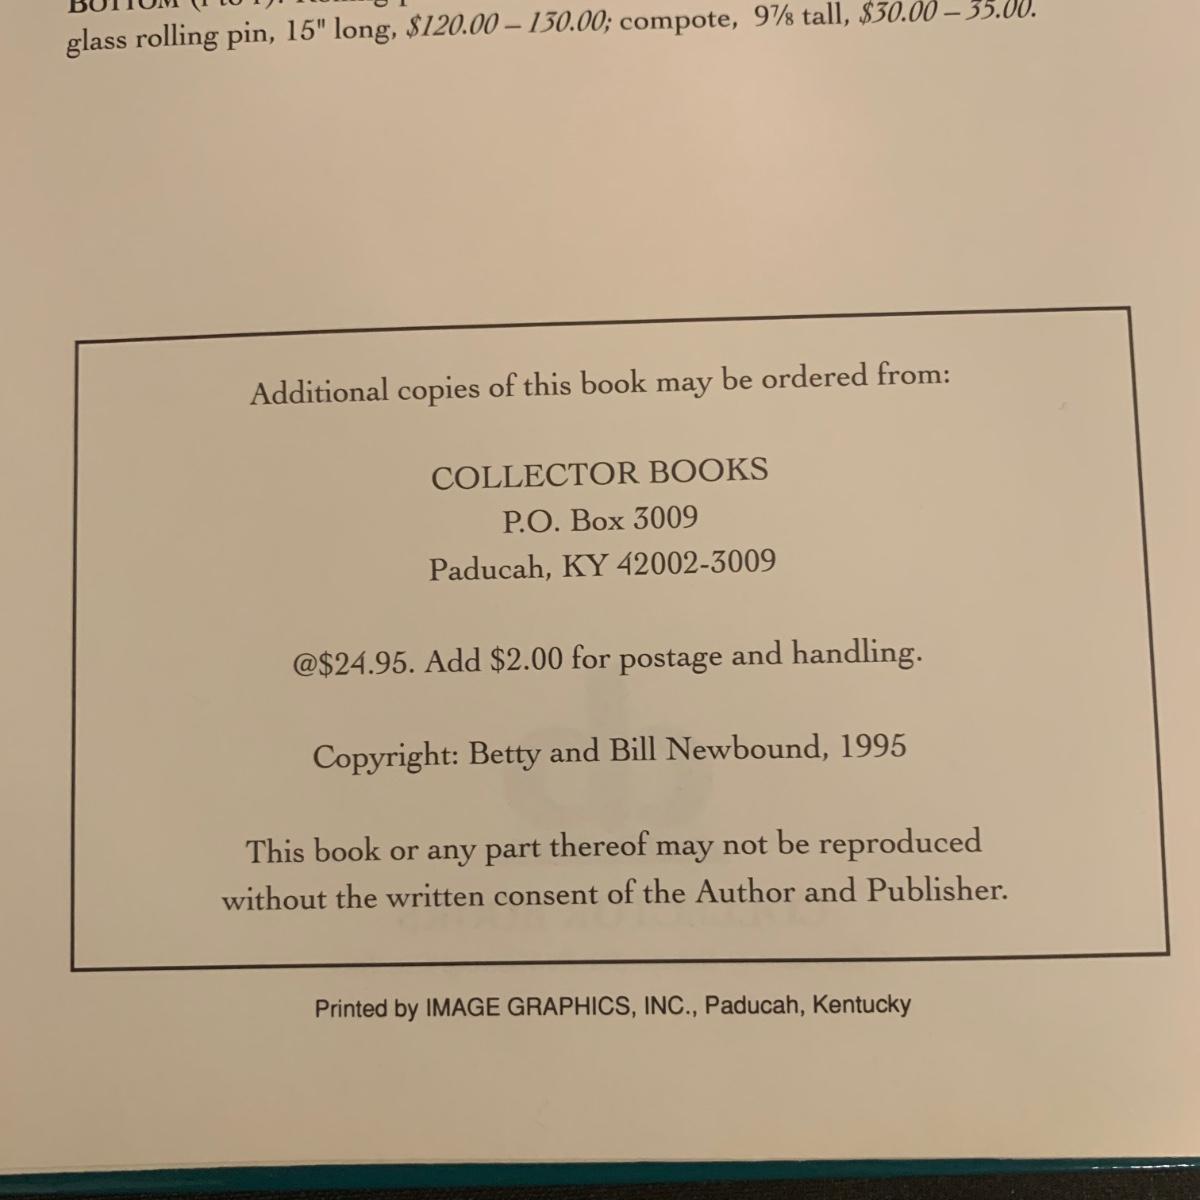 BOTTOM (l to r): Rolling
glass rolling pin, 15" long, $120.00 – 130.00; compote, 9⅞ tall, $30.00 – 35.00.
Additional copies of this book may be ordered from:
COLLECTOR BOOKS
P.O. Box 3009
Paducah, KY 42002-3009
@$24.95. Add $2.00 for postage and handling.
Copyright: Betty and Bill Newbound, 1995
This book or any part thereof may not be reproduced
without the written consent of the Author and Publisher.
Printed by IMAGE GRAPHICS, INC., Paducah, Kentucky